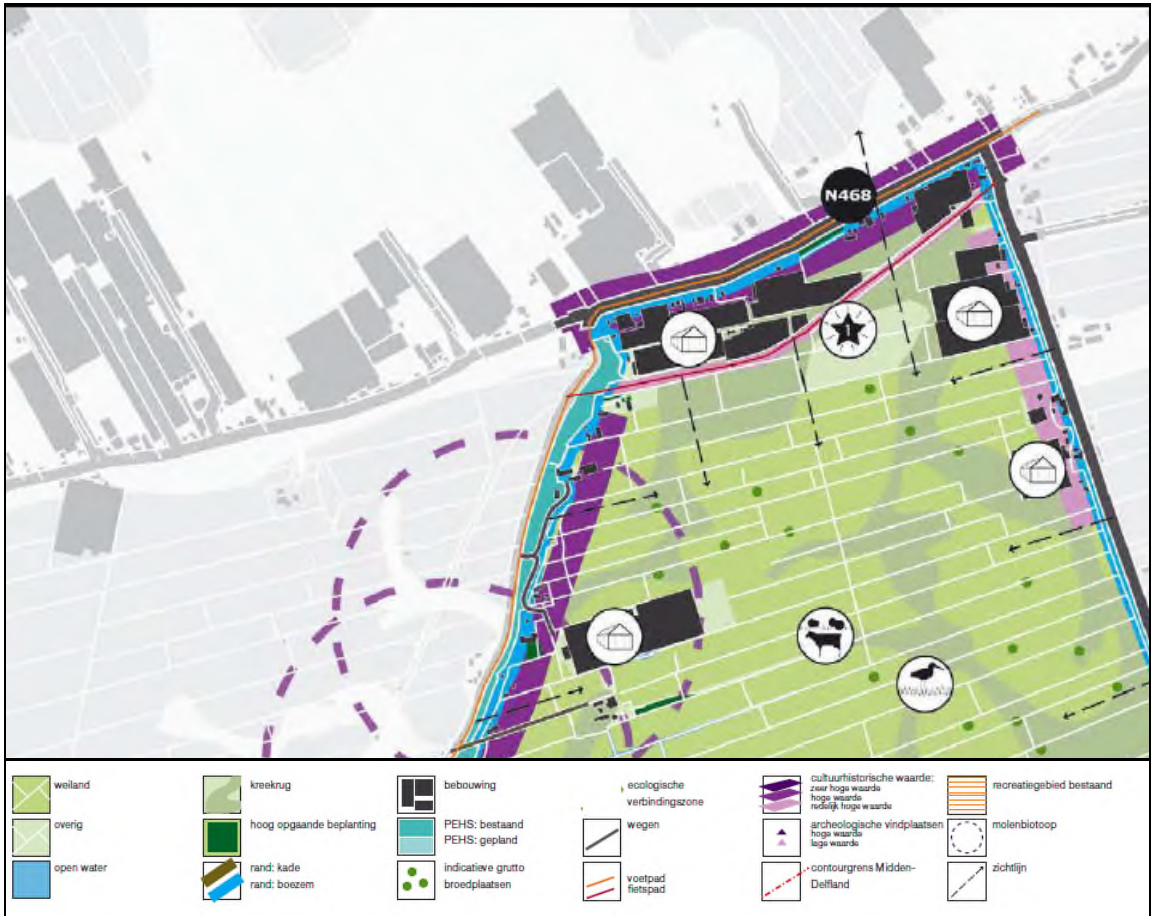 N468
1
weiland
kreekrug
bebouwing
ecologische
verbindingszone
cultuurhistorische waarde:
zeer hoge waarde
hoge waarde
redelijk hoge waarde
recreatiegebied bestaand
overig
hoog opgaande beplanting
PEHS: bestaand
PEHS: gepland
wegen
archeologische vindplaatsen
hoge waarde
lage waarde
molenbiotoop
open water
rand: kade
rand: boezem
indicatieve grutto
broedplaatsen
voetpad
fietspad
contourgrens Midden-
Delfland
zichtlijn